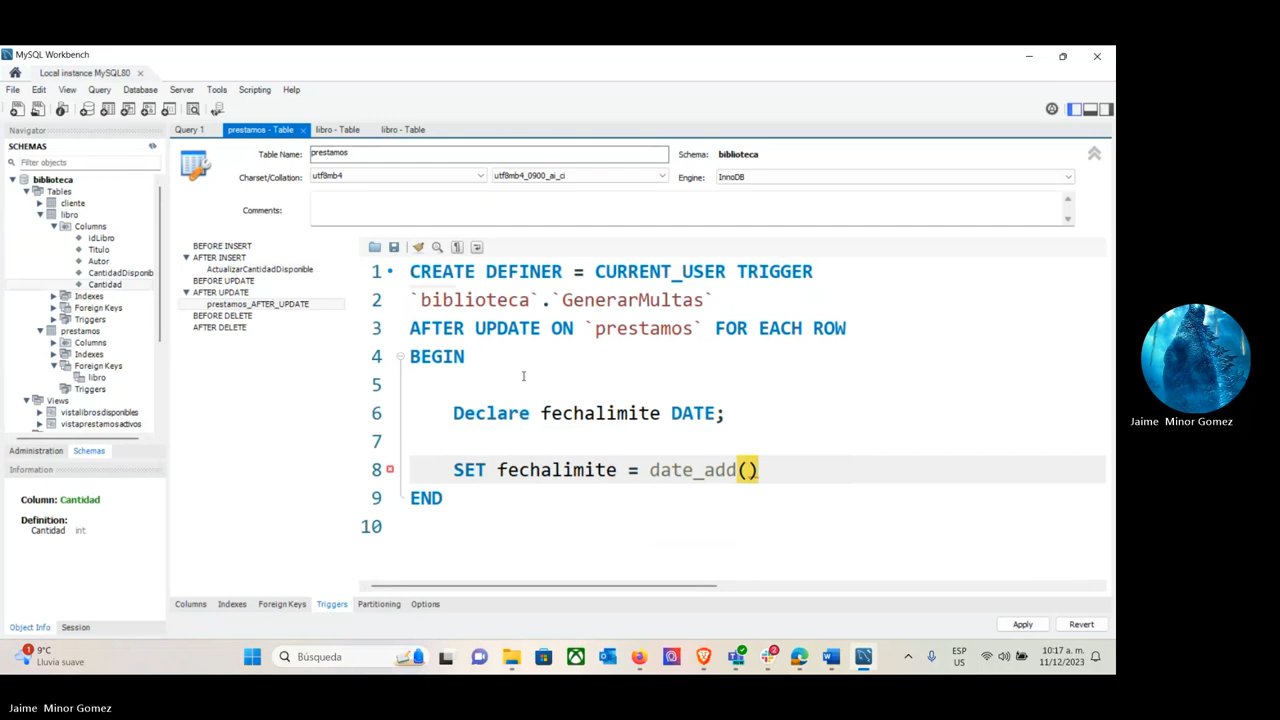 MySQL Workbench
Local instance MySQL80
File Edit View Query Database Server Tools Scripting Help
Navigator
SCHEMAS
Filter objects
biblioteca
Tables
cliente
libro
Columns
idLibro
Titulo
Autor
CantidadDisponib
Cantidad
Indexes
Foreign Keys
Triggers
prestamos
Columns
Indexes
Foreign Keys
libro
Triggers
Views
vistalibrosdisponibles
vistaprestamosactivos
Administration Schemas
Information
Column: Cantidad
Definition:
Cantidad int
Object Info Session
Query 1 prestamos - Table libro - Table libro - Table
Table Name: prestamos Schema: biblioteca
Charset/Collation: utf8mb4 utf8mb4_0900_ai_ci Engine: InnoDB
Comments:
BEFORE INSERT
AFTER INSERT
ActualizarCantidadDisponible
BEFORE UPDATE
AFTER UPDATE
prestamos_AFTER_UPDATE
BEFORE DELETE
AFTER DELETE
1 CREATE DEFINER = CURRENT_USER TRIGGER
2 `biblioteca`.`GenerarMultas`
3 AFTER UPDATE ON `prestamos` FOR EACH ROW
4 BEGIN
5
6 Declare fechalimite DATE;
7
8 SET fechalimite = date_add()
9 END
10
Columns Indexes Foreign Keys Triggers Partitioning Options
Apply Revert
1 9°C
Lluvia suave
Búsqueda
2
ESP
US
10:17 a. m.
11/12/2023
Jaime Minor Gomez
Jaime Minor Gomez